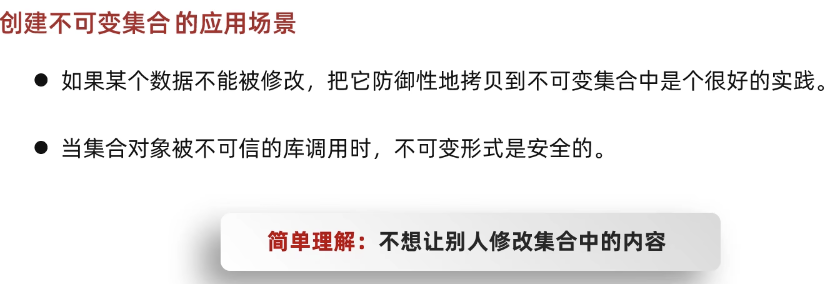 创建不可变集合的应用场景
● 如果某个数据不能被修改，把它防御性地拷贝到不可变集合中是个很好的实践。
● 当集合对象被不可信的库调用时，不可变形式是安全的。
简单理解：不想让别人修改集合中的内容